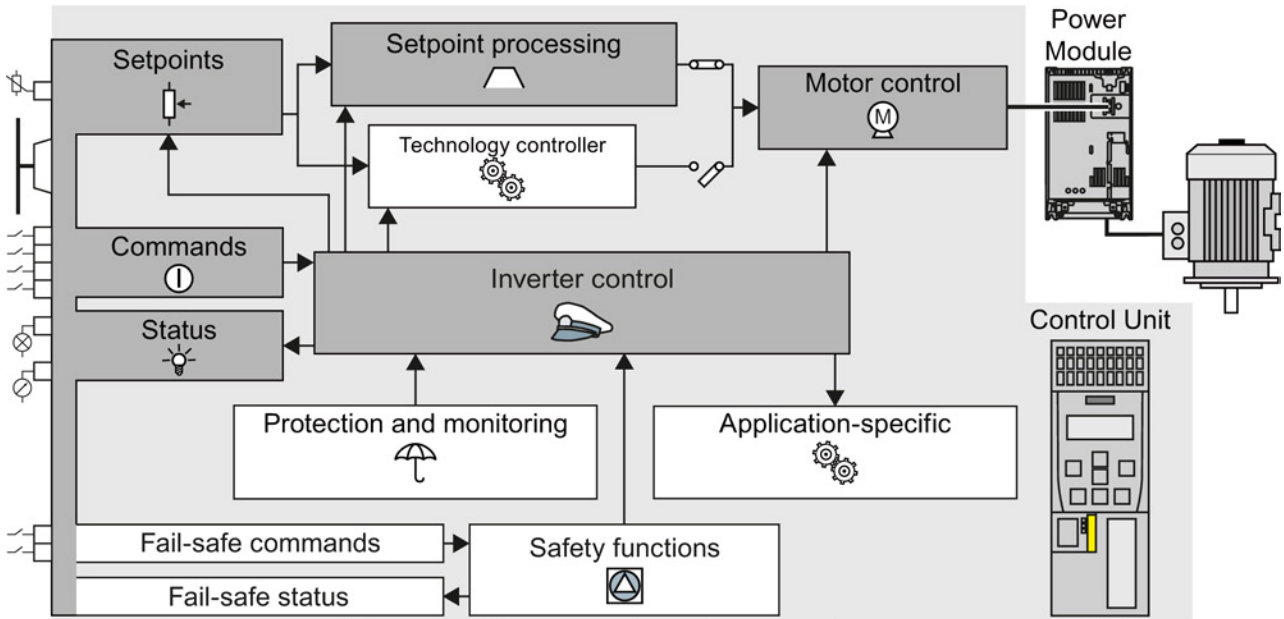 Power
Module
Setpoints
Setpoint processing
Motor control
M
Technology controller
Commands
Inverter control
Status
Control Unit
Protection and monitoring
Application-specific
Fail-safe commands
Safety functions
Fail-safe status